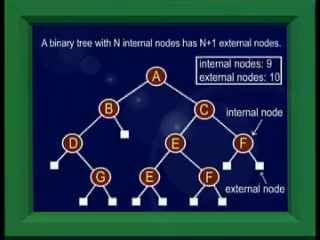 A binary tree with N internal nodes has N+1 external nodes.
internal nodes: 9
external nodes: 10
A
B
C
internal node
D
E
F
G
E
F
external node